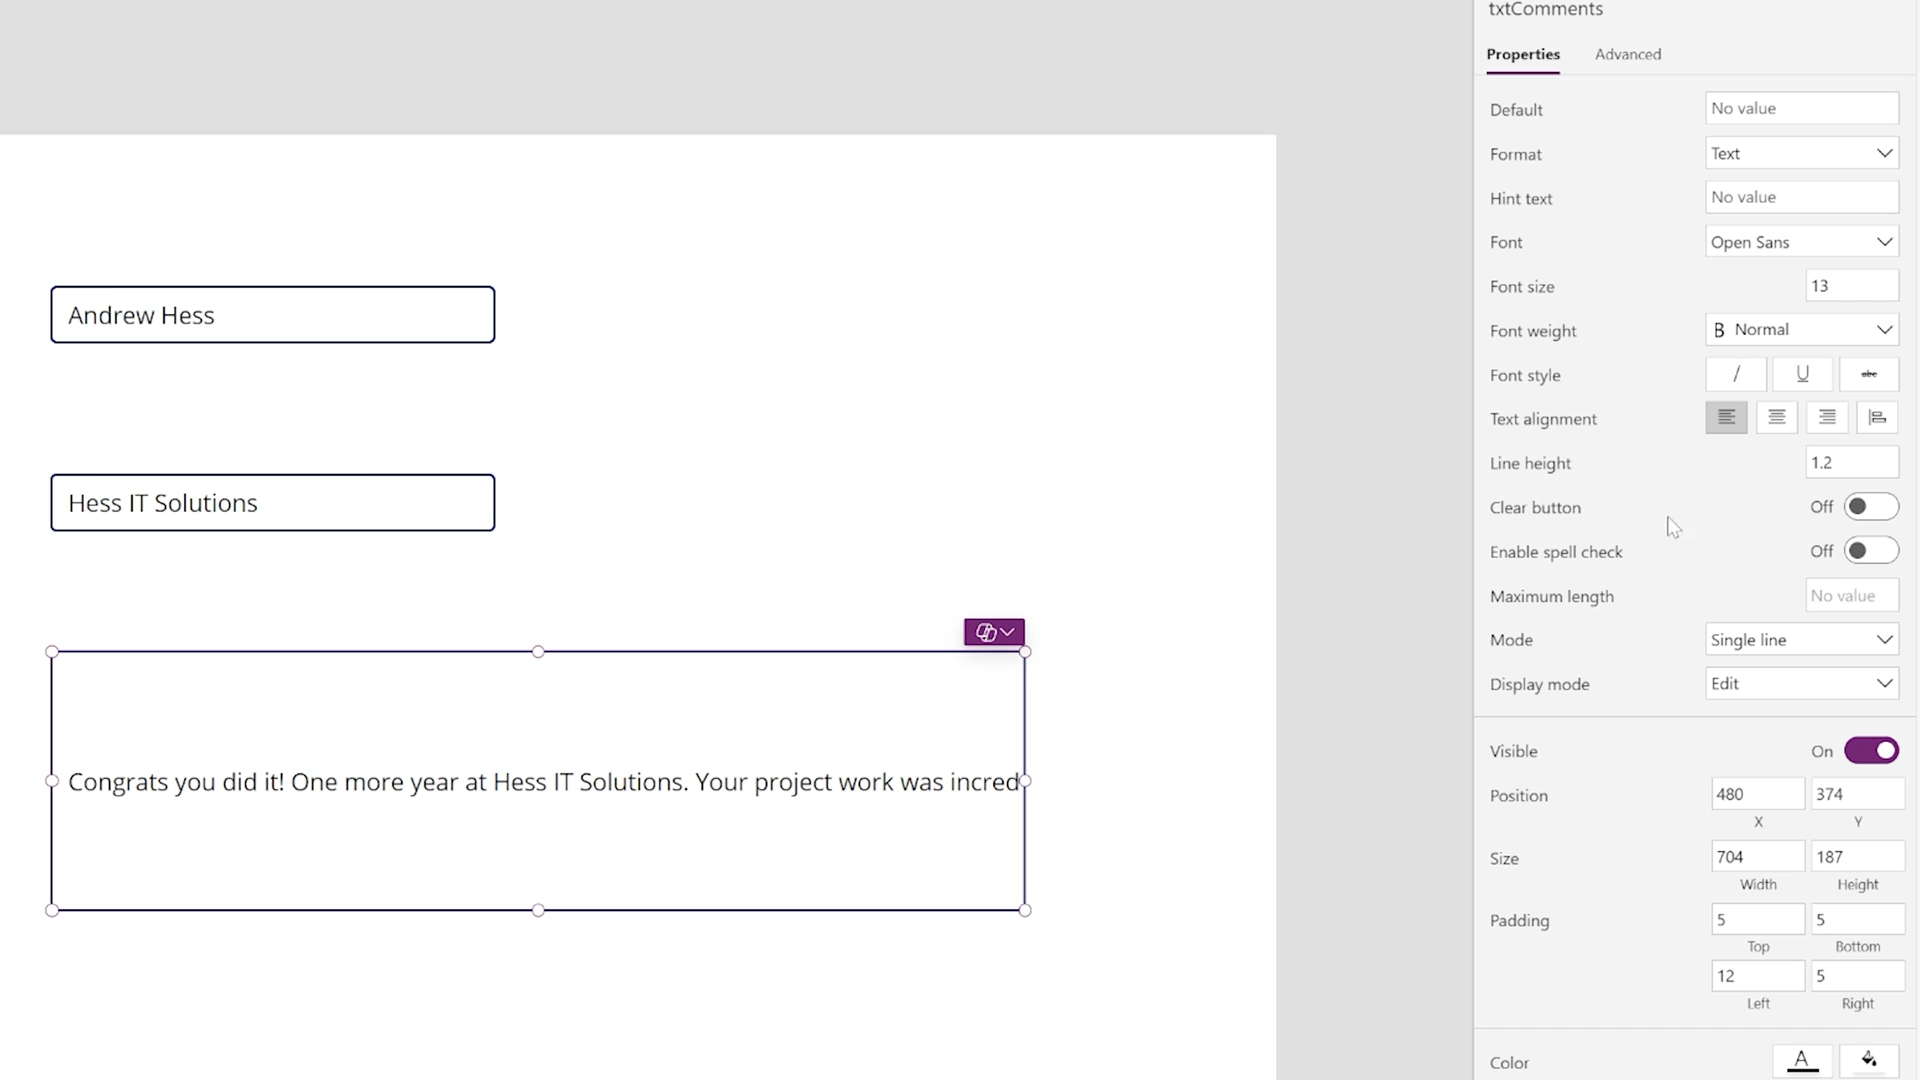 txtComments
Properties Advanced
Default No value
Format Text
Hint text No value
Font Open Sans
Font size 13
Font weight B Normal
Font style / U abc
Text alignment
Line height 1.2
Clear button Off
Enable spell check Off
Maximum length No value
Mode Single line
Display mode Edit
Visible On
Position 480 374
X Y
Size 704 187
Width Height
Padding 5 5
Top Bottom
12 5
Left Right
Color A
Andrew Hess
Hess IT Solutions
Congrats you did it! One more year at Hess IT Solutions. Your project work was incred